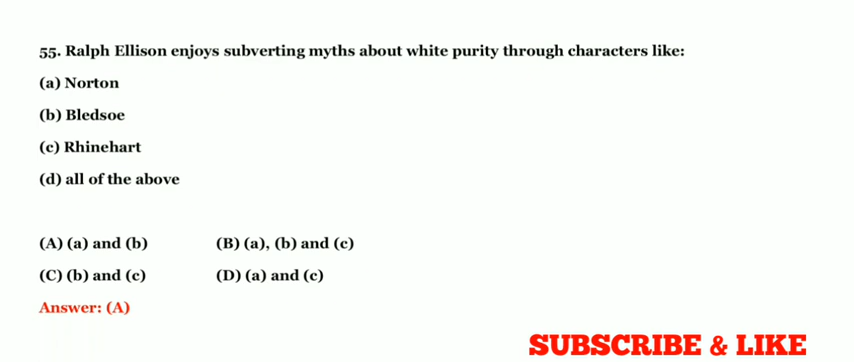 55. Ralph Ellison enjoys subverting myths about white purity through characters like:
(a) Norton
(b) Bledsoe
(c) Rhinehart
(d) all of the above
(A) (a) and (b) (B) (a), (b) and (c)
(C) (b) and (c) (D) (a) and (c)
Answer: (A)
SUBSCRIBE & LIKE